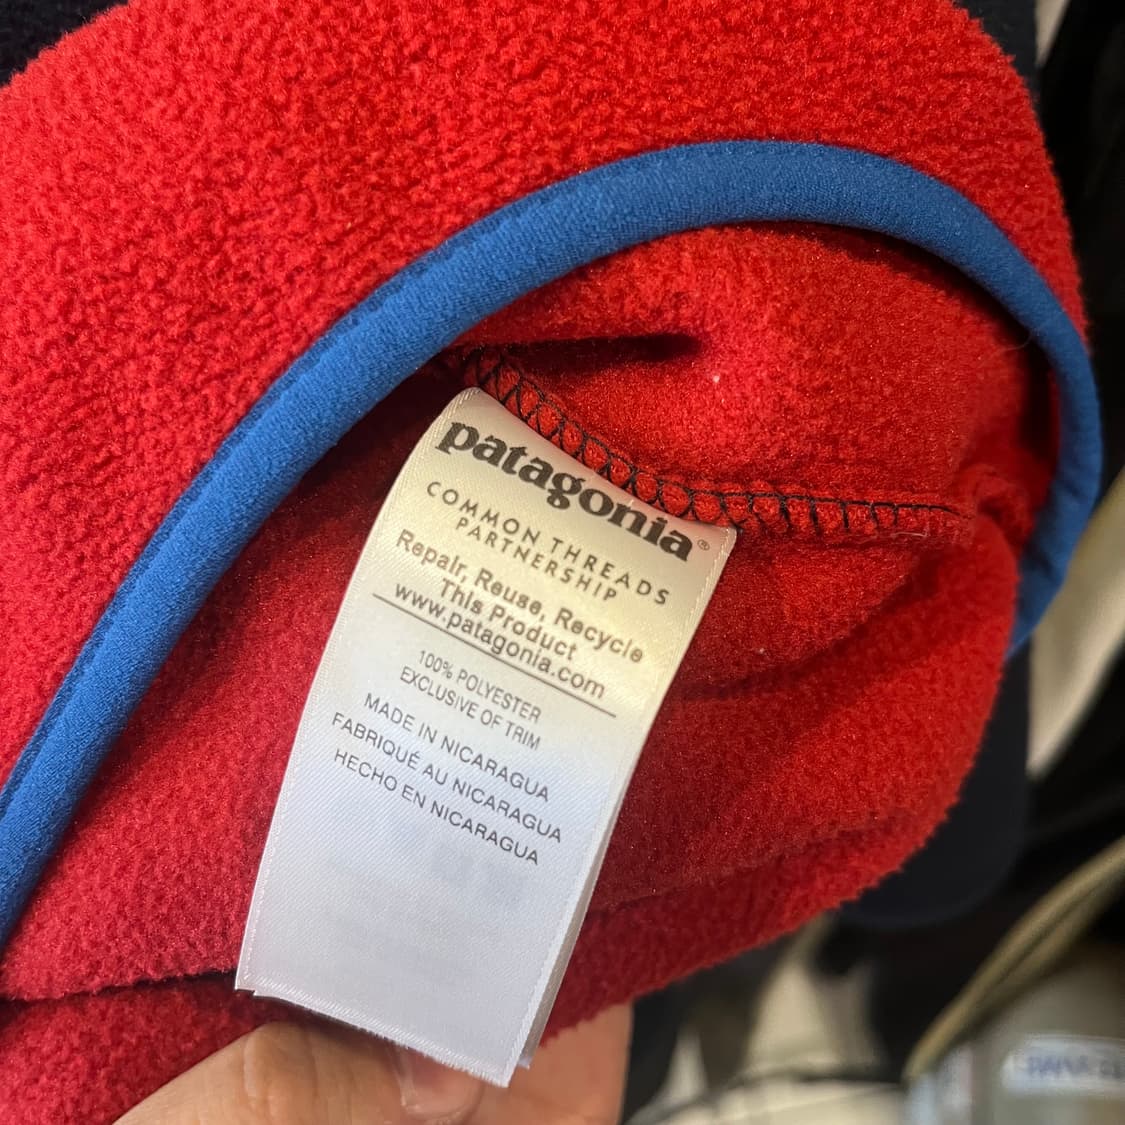 patagonia®
COMMON THREADS
PARTNERSHIP
Repair, Reuse, Recycle
This Product
www.patagonia.com
100% POLYESTER
EXCLUSIVE OF TRIM
MADE IN NICARAGUA
FABRIQUÉ AU NICARAGUA
HECHO EN NICARAGUA